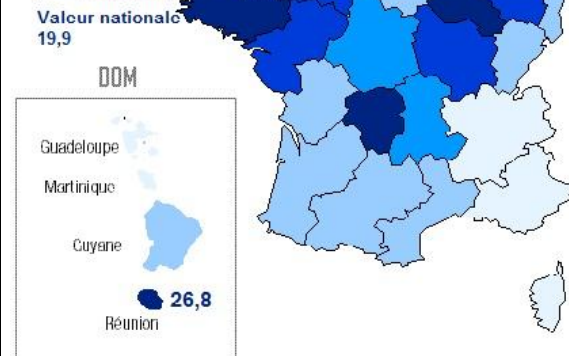 Valeur nationale
19,9
DOM
Guadeloupe
Martinique
Guyane
26,8
Réunion